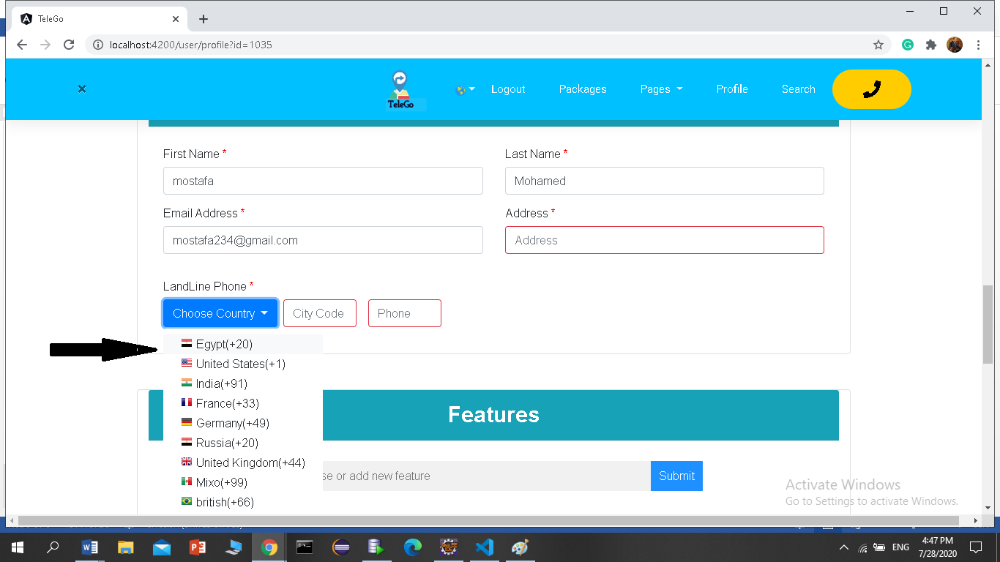 TeleGo
localhost:4200/user/profile?id=1035
TeleGo
Logout
Packages
Pages
Profile
Search
First Name *
Last Name *
mostafa
Mohamed
Email Address *
Address *
mostafa234@gmail.com
Address
LandLine Phone *
Choose Country
City Code
Phone
Egypt(+20)
United States(+1)
India(+91)
France(+33)
Germany(+49)
Russia(+20)
United Kingdom(+44)
Mixo(+99)
british(+66)
Features
se or add new feature
Submit
Activate Windows
Go to Settings to activate Windows.
ENG
4:47 PM
7/28/2020